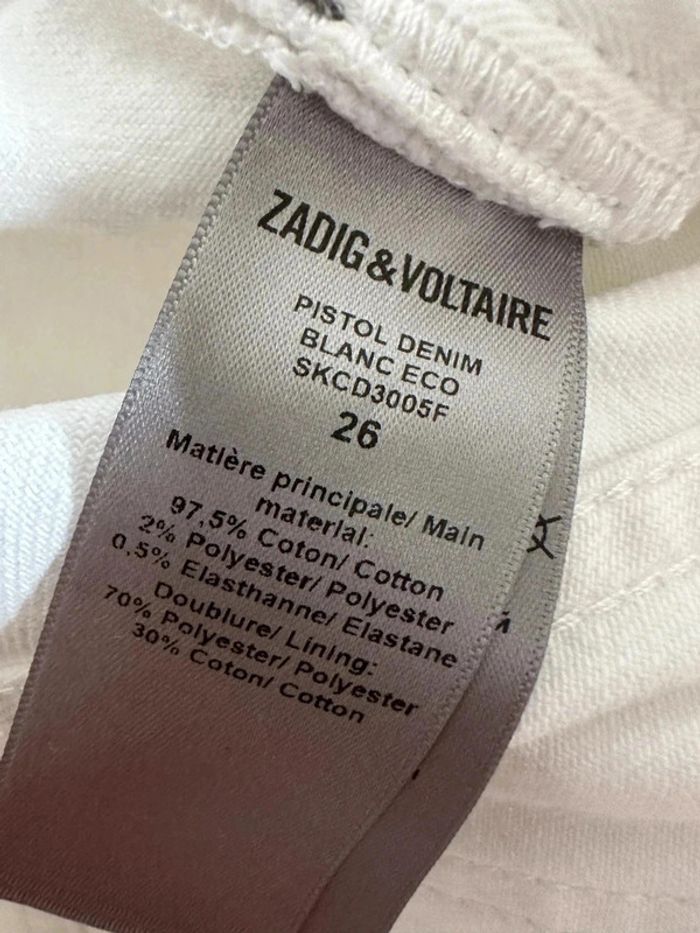 ZADIG&VOLTAIRE
PISTOL DENIM
BLANC ECO
SKCD3005F
26
Matière principale/ Main
material:
97,5% Coton/ Cotton
2% Polyester/ Polyester
0,5% Elasthanne/ Elastane
Doublure/ Lining:
70% Polyester/ Polyester
30% Coton/ Cotton